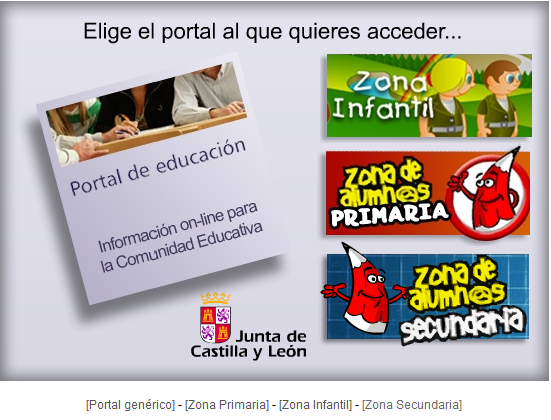 Elige el portal al que quieres acceder...
Portal de educación
Información on-line para
la Comunidad Educativa
Zona
Infantil
zona de
alumn@s
PRIMARIA
zona de
alumn@s
secundaria
Junta de
Castilla y León
[Portal genérico] - [Zona Primaria] - [Zona Infantil] - [Zona Secundaria]